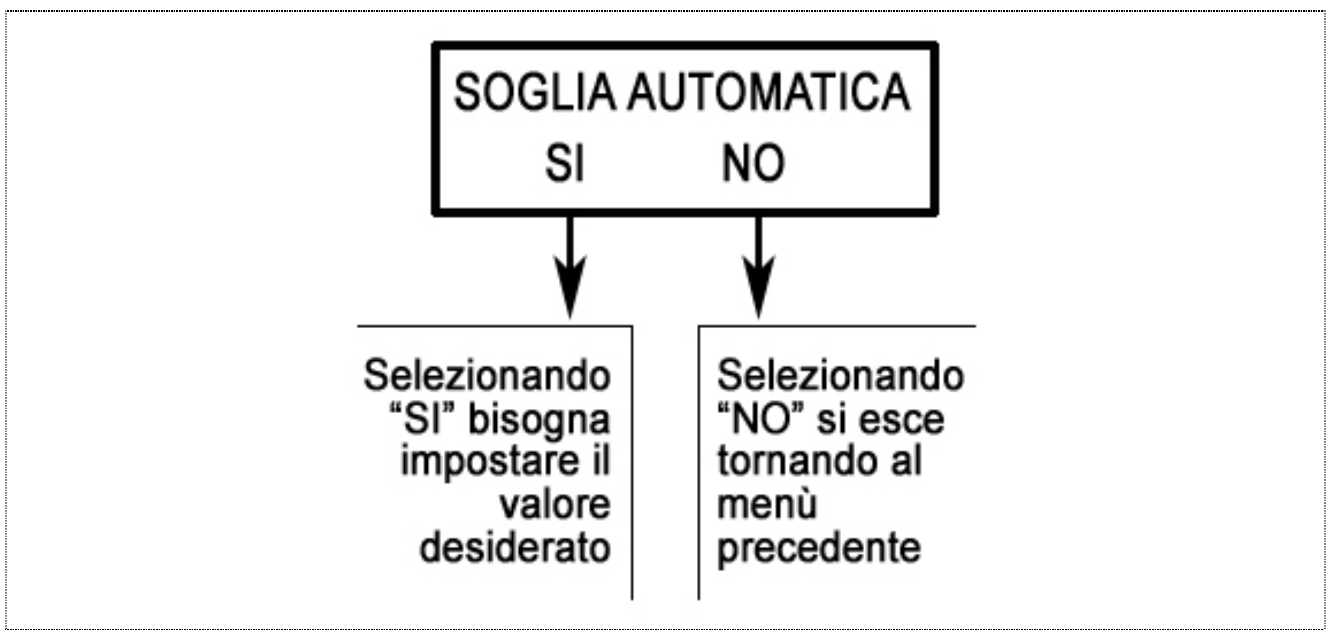 SOGLIA AUTOMATICA
SI NO
Selezionando
“SI” bisogna
impostare il
valore
desiderato
Selezionando
“NO” si esce
tornando al
menù
precedente